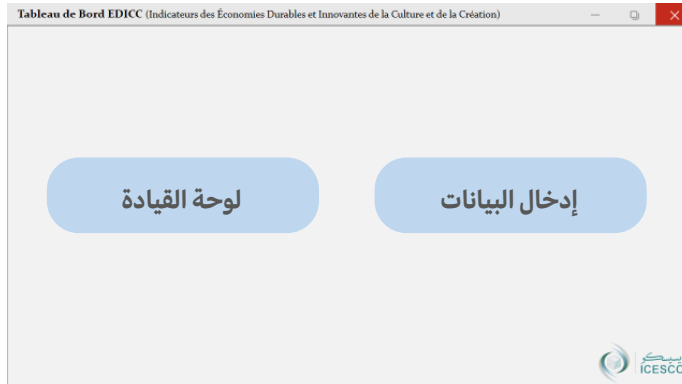 Tableau de Bord EDICC (Indicateurs des Économies Durables et Innovantes de la Culture et de la Création)
إدخال البيانات
لوحة القيادة
ICESCO